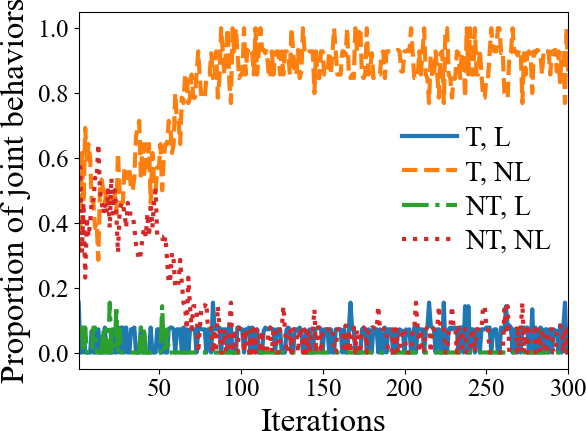 Proportion of joint behaviors
1.0
0.8
0.6
0.4
0.2
0.0
T, L
T, NL
NT, L
NT, NL
50 100 150 200 250 300
Iterations